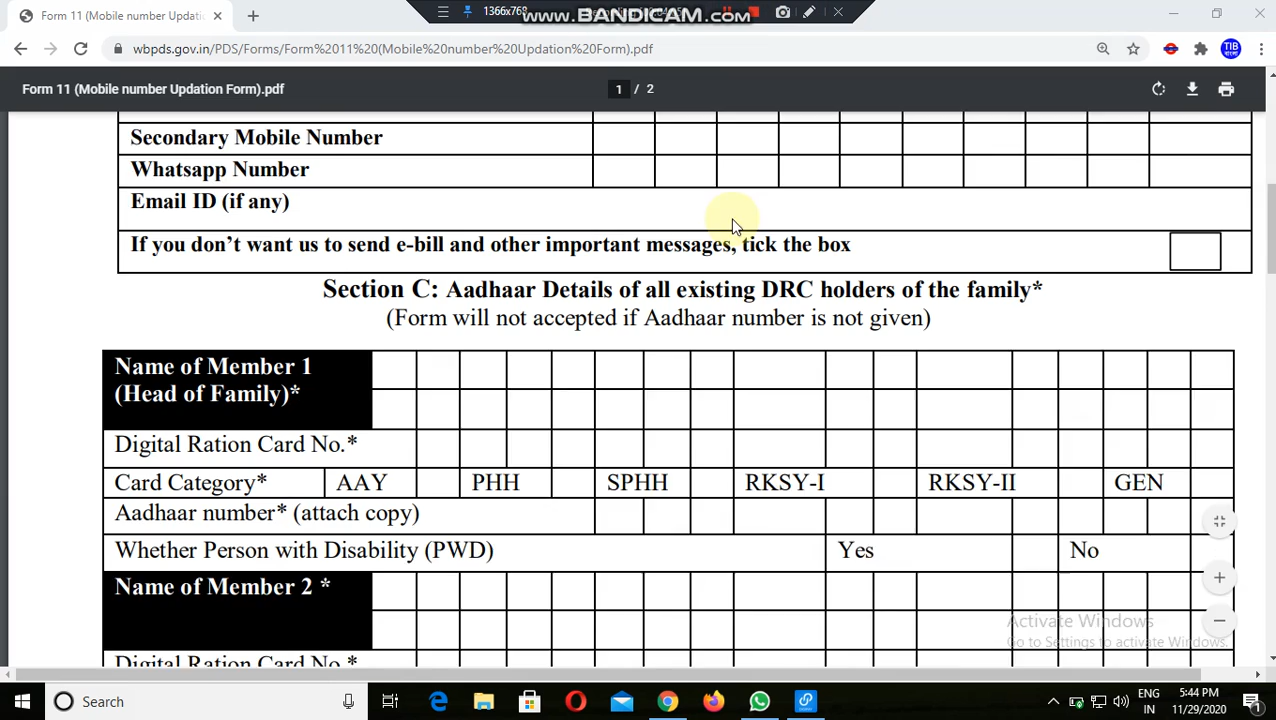 Form 11 (Mobile number Updatio
1366x768
www.BANDICAM.com
wbpds.gov.in/PDS/Forms/Form%2011%20(Mobile%20number%20Updation%20Form).pdf
TIB
Form 11 (Mobile number Updation Form).pdf
1 / 2
Secondary Mobile Number
Whatsapp Number
Email ID (if any)
If you don’t want us to send e-bill and other important messages, tick the box
Section C: Aadhaar Details of all existing DRC holders of the family*
(Form will not accepted if Aadhaar number is not given)
Name of Member 1
(Head of Family)*
Digital Ration Card No.*
Card Category* AAY PHH SPHH RKSY-I RKSY-II GEN
Aadhaar number* (attach copy)
Whether Person with Disability (PWD) Yes No
Name of Member 2 *
Activate Windows
Go to Settings to activate Windows.
Digital Ration Card No.*
Search
ENG
IN
5:44 PM
11/29/2020
1